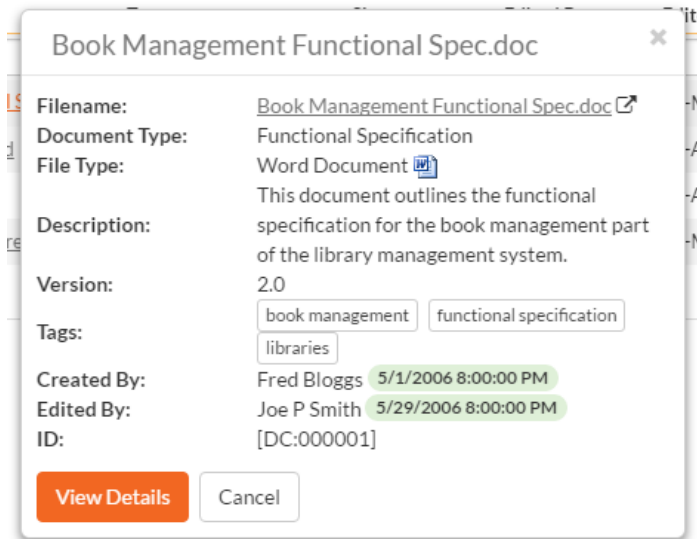 Book Management Functional Spec.doc
Filename: Book Management Functional Spec.doc
Document Type: Functional Specification
File Type: Word Document
Description: This document outlines the functional
specification for the book management part
of the library management system.
Version: 2.0
Tags: book management functional specification
libraries
Created By: Fred Bloggs 5/1/2006 8:00:00 PM
Edited By: Joe P Smith 5/29/2006 8:00:00 PM
ID: [DC:000001]
View Details Cancel